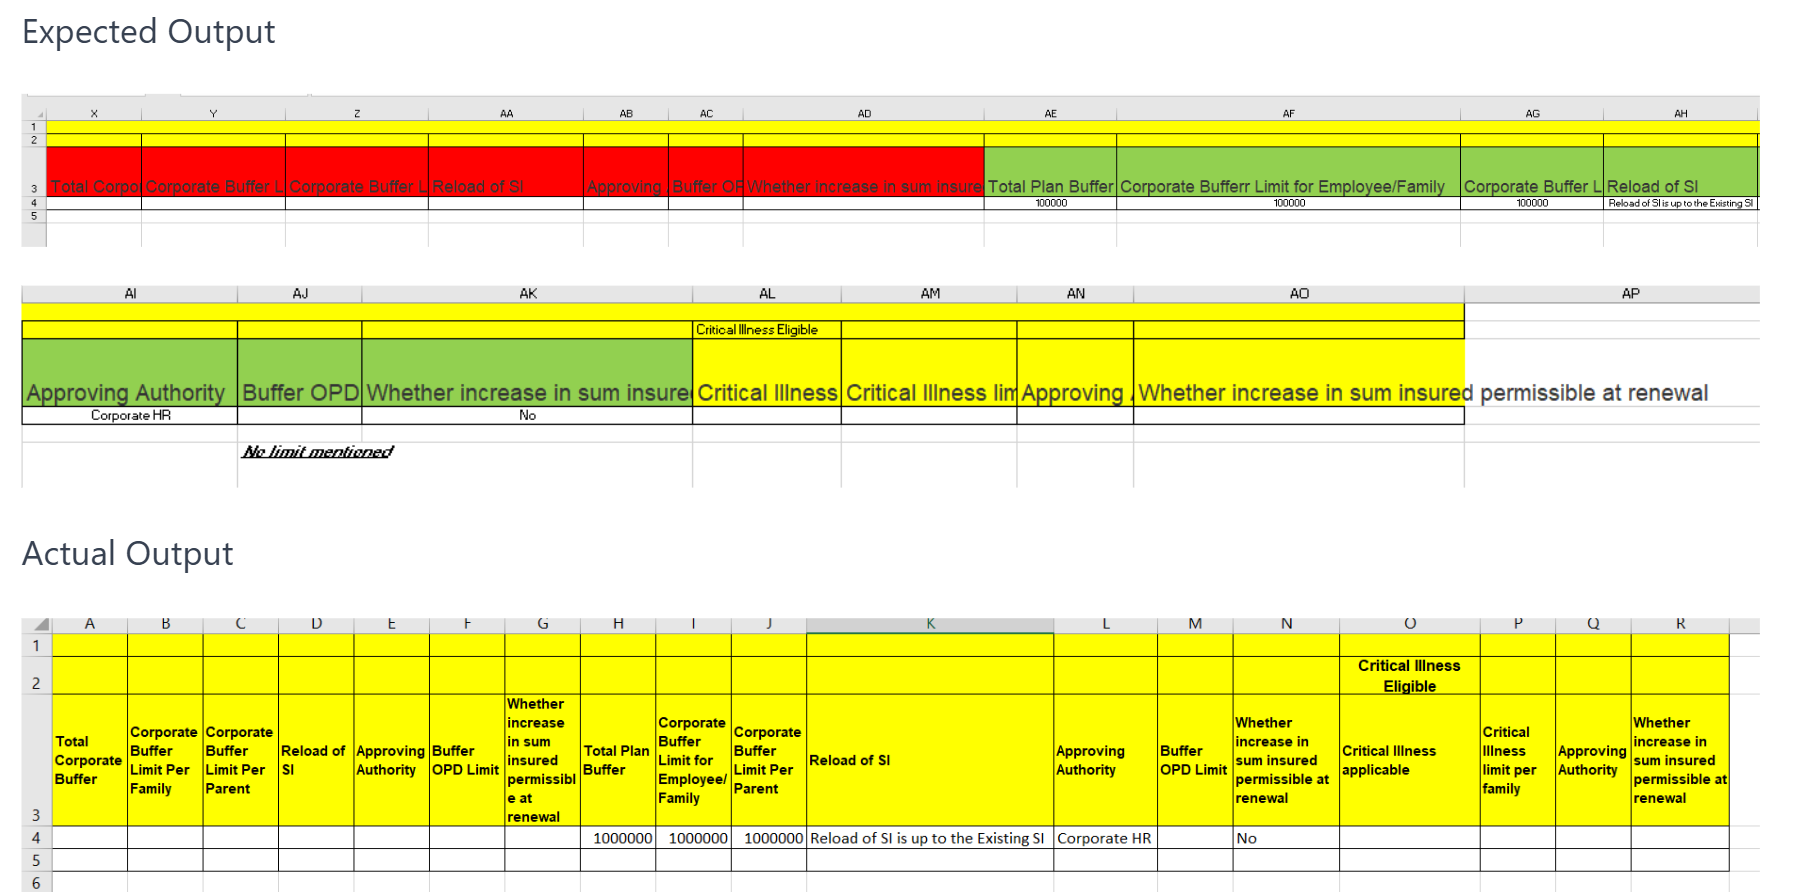 Expected Output
X Y Z AA AB AC AD AE AF AG AH
1
2
3 Total Corpo Corporate Buffer L Corporate Buffer L Reload of SI Approving Buffer OP Whether increase in sum insure Total Plan Buffer Corporate Bufferr Limit for Employee/Family Corporate Buffer L Reload of SI
4 100000 100000 100000 Reload of SI is up to the Existing SI
5
AI AJ AK AL AM AN AO AP
Critical Illness Eligible
Approving Authority Buffer OPD Whether increase in sum insure Critical Illness Critical Illness lim Approving Whether increase in sum insured permissible at renewal
Corporate HR No
No limit mentioned
Actual Output
A B C D E F G H I J K L M N O P Q R
1
2 Critical Illness
Eligible
3
Total
Corporate
Buffer
Corporate
Buffer
Limit Per
Family
Corporate
Buffer
Limit Per
Parent
Reload of
SI
Approving
Authority
Buffer
OPD Limit
Whether
increase
in sum
insured
permissibl
e at
renewal
Total Plan
Buffer
Corporate
Buffer
Limit for
Employee/
Family
Corporate
Buffer
Limit Per
Parent
Reload of SI
Approving
Authority
Buffer
OPD Limit
Whether
increase in
sum insured
permissible at
renewal
Critical Illness
applicable
Critical
Illness
limit per
family
Approving
Authority
Whether
increase in
sum insured
permissible at
renewal
4 1000000 1000000 1000000 Reload of SI is up to the Existing SI Corporate HR No
5
6